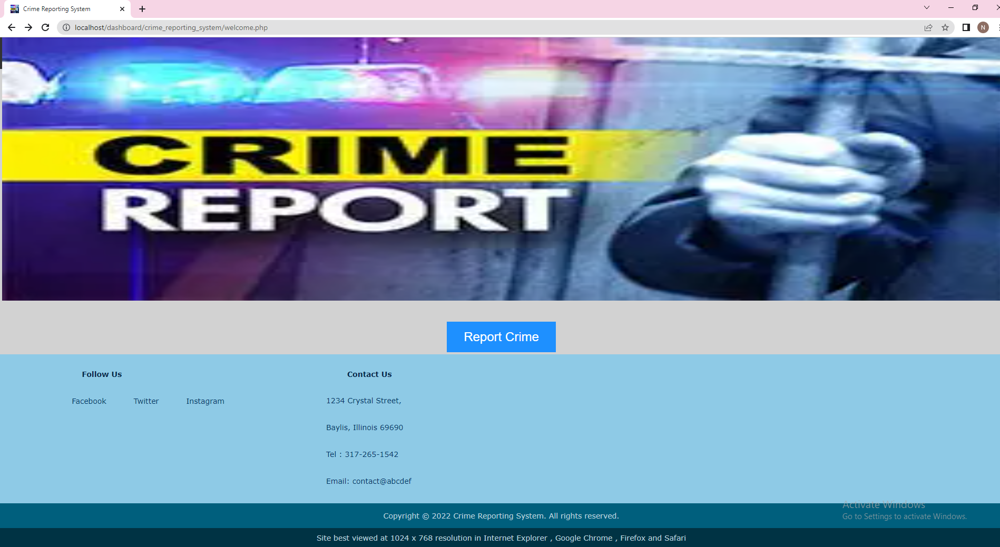 Crime Reporting System
localhost/dashboard/crime_reporting_system/welcome.php
N
CRIME
REPORT
Report Crime
Follow Us
Contact Us
Facebook Twitter Instagram
1234 Crystal Street,
Baylis, Illinois 69690
Tel : 317-265-1542
Email: contact@abcdef
Activate Windows
Go to Settings to activate Windows.
Copyright © 2022 Crime Reporting System. All rights reserved.
Site best viewed at 1024 x 768 resolution in Internet Explorer , Google Chrome , Firefox and Safari